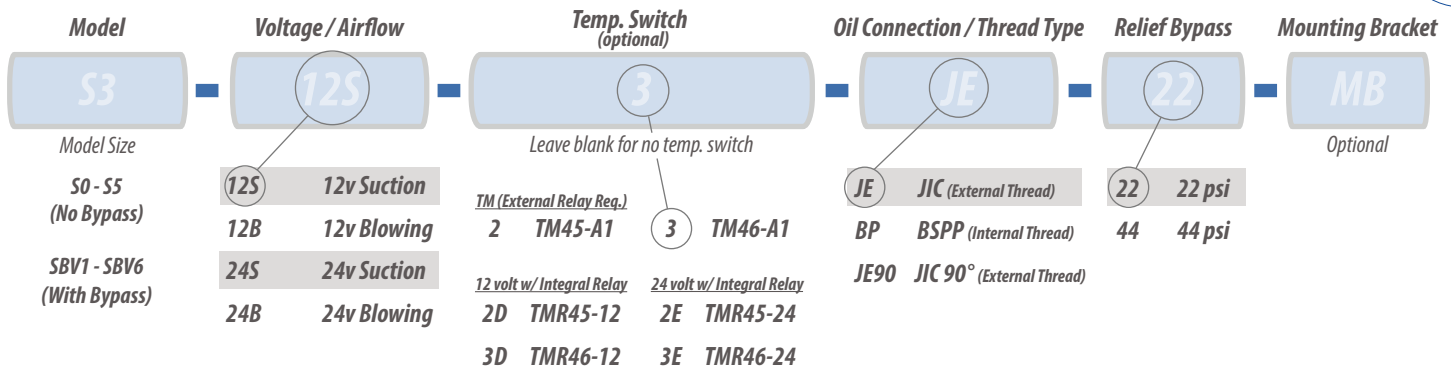 Model Voltage / Airflow Temp. Switch (optional) Oil Connection / Thread Type Relief Bypass Mounting Bracket
S3 - 12S - 3 - JE - 22 - MB
Model Size Leave blank for no temp. switch Optional
S0 - S5
(No Bypass)
SBV1 - SBV6
(With Bypass)
12S 12v Suction
12B 12v Blowing
24S 24v Suction
24B 24v Blowing
TM (External Relay Req.)
2 TM45-A1 3 TM46-A1
12 volt w/ Integral Relay 24 volt w/ Integral Relay
2D TMR45-12 2E TMR45-24
3D TMR46-12 3E TMR46-24
JE JIC (External Thread)
BP BSPP (Internal Thread)
JE90 JIC 90° (External Thread)
22 22 psi
44 44 psi